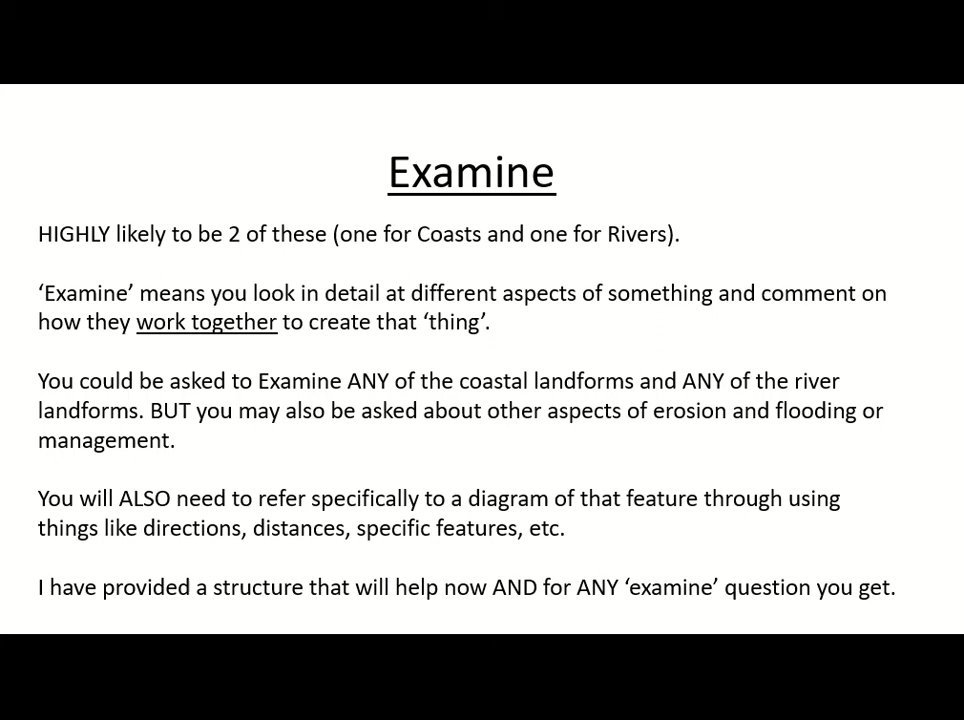 Examine
HIGHLY likely to be 2 of these (one for Coasts and one for Rivers).
‘Examine’ means you look in detail at different aspects of something and comment on
how they work together to create that ‘thing’.
You could be asked to Examine ANY of the coastal landforms and ANY of the river
landforms. BUT you may also be asked about other aspects of erosion and flooding or
management.
You will ALSO need to refer specifically to a diagram of that feature through using
things like directions, distances, specific features, etc.
I have provided a structure that will help now AND for ANY ‘examine’ question you get.